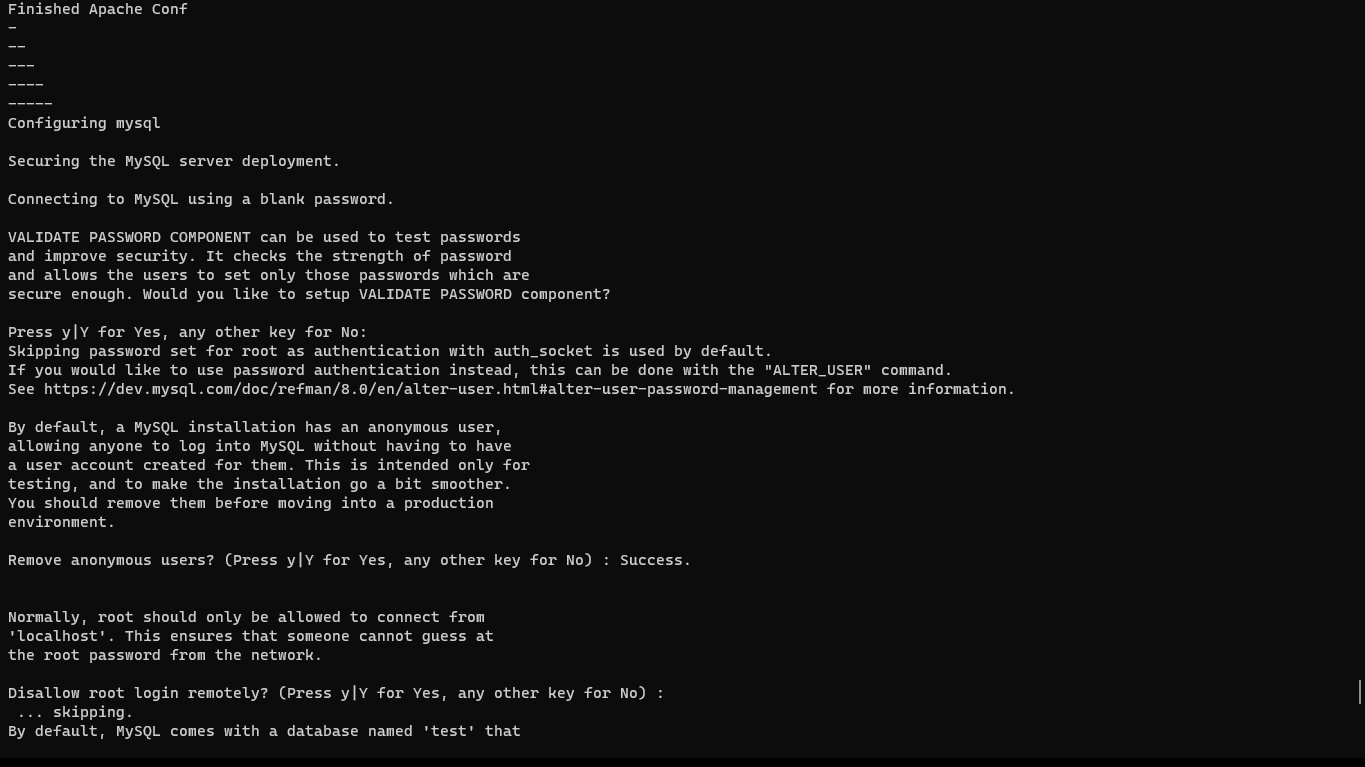 Finished Apache Conf
-
--
---
----
-----
Configuring mysql
Securing the MySQL server deployment.
Connecting to MySQL using a blank password.
VALIDATE PASSWORD COMPONENT can be used to test passwords
and improve security. It checks the strength of password
and allows the users to set only those passwords which are
secure enough. Would you like to setup VALIDATE PASSWORD component?
Press y|Y for Yes, any other key for No:
Skipping password set for root as authentication with auth_socket is used by default.
If you would like to use password authentication instead, this can be done with the "ALTER_USER" command.
See https://dev.mysql.com/doc/refman/8.0/en/alter-user.html#alter-user-password-management for more information.
By default, a MySQL installation has an anonymous user,
allowing anyone to log into MySQL without having to have
a user account created for them. This is intended only for
testing, and to make the installation go a bit smoother.
You should remove them before moving into a production
environment.
Remove anonymous users? (Press y|Y for Yes, any other key for No) : Success.
Normally, root should only be allowed to connect from
'localhost'. This ensures that someone cannot guess at
the root password from the network.
Disallow root login remotely? (Press y|Y for Yes, any other key for No) :
 ... skipping.
By default, MySQL comes with a database named 'test' that